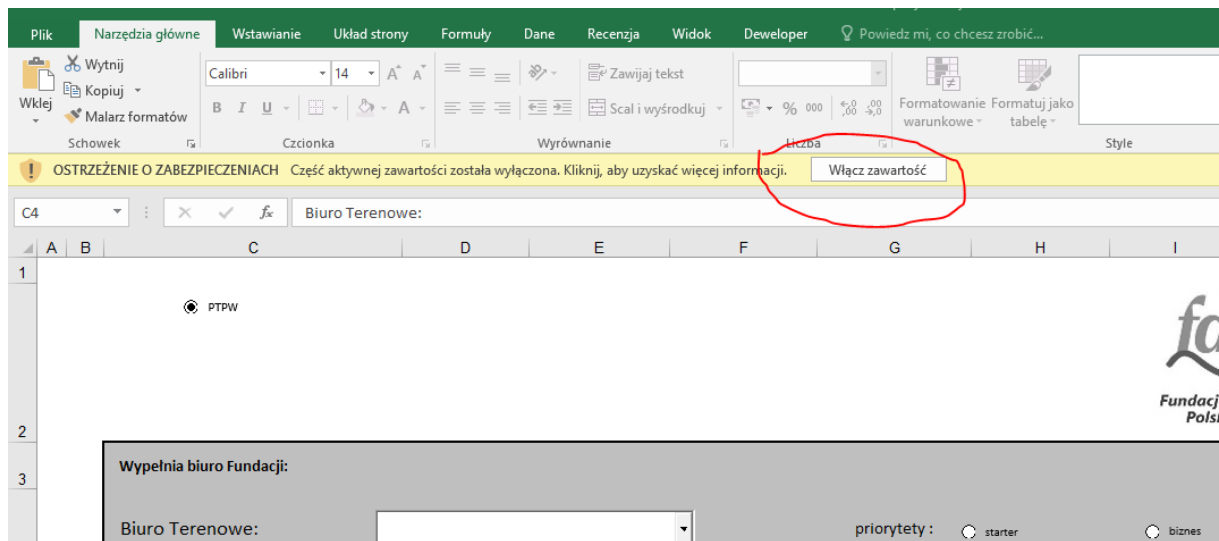 Plik Narzędzia główne Wstawianie Układ strony Formuły Dane Recenzja Widok Deweloper Powiedz mi, co chcesz zrobić...
Wklej
Wytnij
Kopiuj
Malarz formatów
Schowek
Calibri 14 A A
B I U A
Czcionka
Zawijaj tekst
Scal i wyśrodkuj
Wyrównanie
% 000 ,00 ,0
Liczba
Formatowanie warunkowe
Formatuj jako tabelę
Style
OSTRZEŻENIE O ZABEZPIECZENIACH Część aktywnej zawartości została wyłączona. Kliknij, aby uzyskać więcej informacji. Włącz zawartość
C4 fx Biuro Terenowe:
A B C D E F G H I
1
PTPW
2
3
Wypełnia biuro Fundacji:
Biuro Terenowe: priorytety : starter biznes